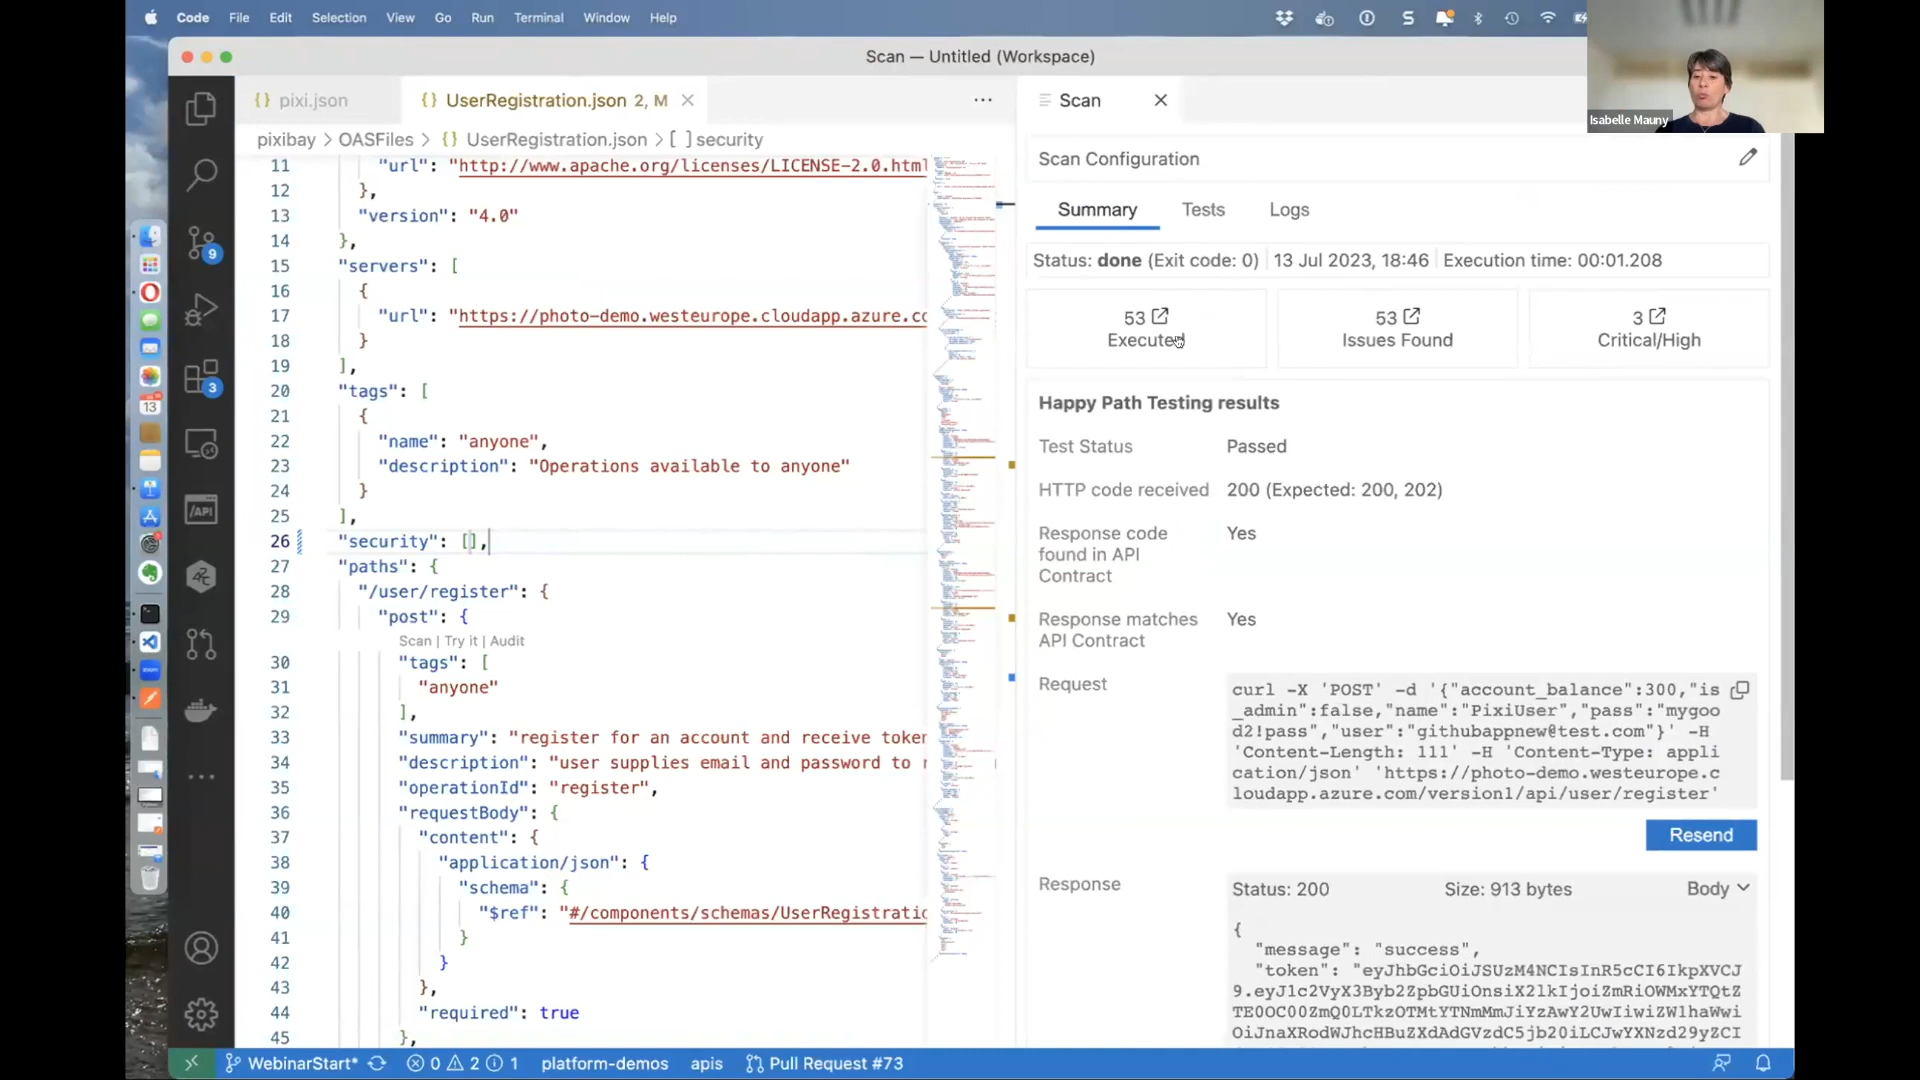 Code File Edit Selection View Go Run Terminal Window Help
Scan — Untitled (Workspace)
Isabelle Mauny
pixi.json
UserRegistration.json 2, M
Scan
pixibay > OASFiles > {} UserRegistration.json > [ ] security
11 "url": "http://www.apache.org/licenses/LICENSE-2.0.html
12 },
13 "version": "4.0"
14 },
15 "servers": [
16 {
17 "url": "https://photo-demo.westeurope.cloudapp.azure.co
18 }
19 ],
20 "tags": [
21 {
22 "name": "anyone",
23 "description": "Operations available to anyone"
24 }
25 ],
26 "security": [],
27 "paths": {
28 "/user/register": {
29 "post": {
Scan | Try it | Audit
30 "tags": [
31 "anyone"
32 ],
33 "summary": "register for an account and receive token
34 "description": "user supplies email and password to r
35 "operationId": "register",
36 "requestBody": {
37 "content": {
38 "application/json": {
39 "schema": {
40 "$ref": "#/components/schemas/UserRegistratio
41 }
42 }
43 },
44 "required": true
45 },
9
3
13
/API
Scan Configuration
Summary Tests Logs
Status: done (Exit code: 0) 13 Jul 2023, 18:46 Execution time: 00:01.208
53
Executed
53
Issues Found
3
Critical/High
Happy Path Testing results
Test Status Passed
HTTP code received 200 (Expected: 200, 202)
Response code found in API Contract Yes
Response matches API Contract Yes
Request
curl -X 'POST' -d '{"account_balance":300,"is
_admin":false,"name":"PixiUser","pass":"mygoo
d2!pass","user":"githubappnew@test.com"}' -H
'Content-Length: 111' -H 'Content-Type: appli
cation/json' 'https://photo-demo.westeurope.c
loudapp.azure.com/version1/api/user/register'
Resend
Response
Status: 200 Size: 913 bytes Body
{
"message": "success",
"token": "eyJhbGciOiJSUzM4NCIsInR5cCI6IkpXVCJ
WebinarStart* 0 2 1 platform-demos apis Pull Request #73